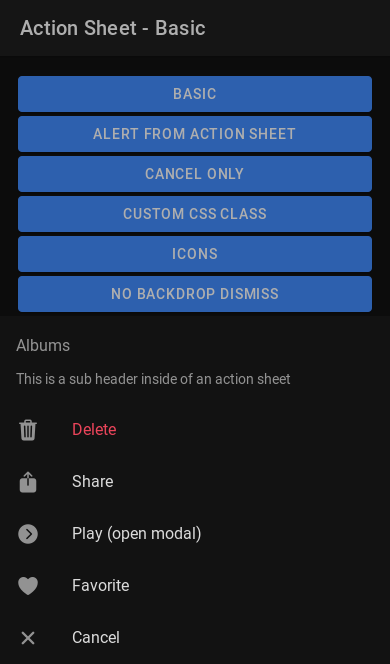 Action Sheet - Basic
BASIC
ALERT FROM ACTION SHEET
CANCEL ONLY
CUSTOM CSS CLASS
ICONS
NO BACKDROP DISMISS
Albums
This is a sub header inside of an action sheet
Delete
Share
Play (open modal)
Favorite
Cancel